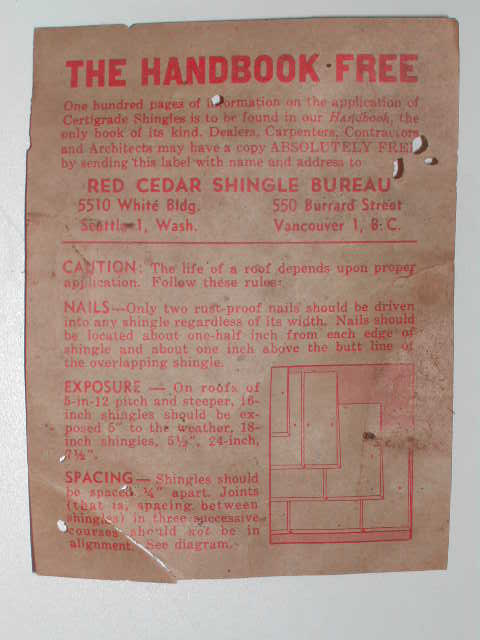 THE HANDBOOK FREE
One hundred pages of information on the application of
Certigrade Shingles is to be found in our Handbook, the
only book of its kind. Dealers, Carpenters, Contractors
and Architects may have a copy ABSOLUTELY FREE
by sending this label with name and address to
RED CEDAR SHINGLE BUREAU
5510 White Bldg.
Seattle 1, Wash.
550 Burrard Street
Vancouver 1, B. C.
CAUTION: The life of a roof depends upon proper
application. Follow these rules:
NAILS—Only two rust-proof nails should be driven
into any shingle regardless of its width. Nails should
be located about one-half inch from each edge of
shingle and about one inch above the butt line of
the overlapping shingle.
EXPOSURE — On roofs of
5-in-12 pitch and steeper, 16-
inch shingles should be ex-
posed 5" to the weather, 18-
inch shingles, 5½", 24-inch,
7½".
SPACING — Shingles should
be spaced ¼" apart. Joints
(that is, spacing between
shingles) in three successive
courses should not be in
alignment. See diagram.